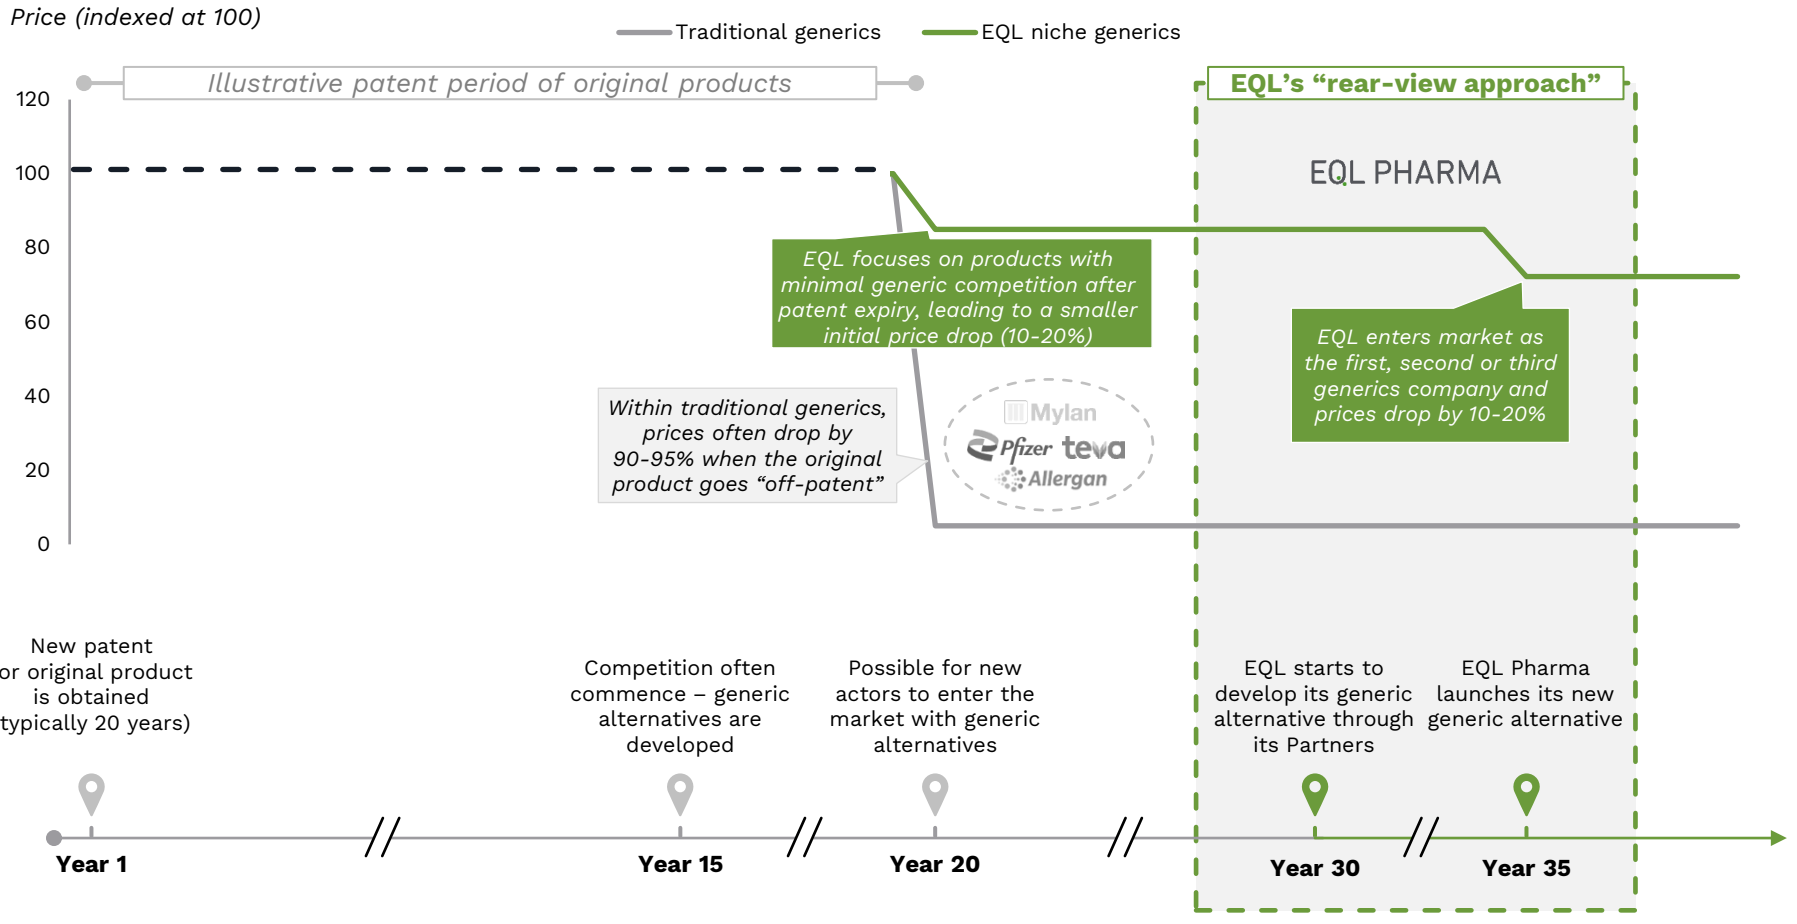 Price (indexed at 100)
Traditional generics
EQL niche generics
Illustrative patent period of original products
EQL’s “rear-view approach”
120
100
80
60
40
20
0
EQL PHARMA
EQL focuses on products with
minimal generic competition after
patent expiry, leading to a smaller
initial price drop (10-20%)
EQL enters market as
the first, second or third
generics company and
prices drop by 10-20%
Within traditional generics,
prices often drop by
90-95% when the original
product goes “off-patent”
Mylan
Pfizer
teva
Allergan
New patent
or original product
is obtained
typically 20 years)
Competition often
commence – generic
alternatives are
developed
Possible for new
actors to enter the
market with generic
alternatives
EQL starts to
develop its generic
alternative through
its Partners
EQL Pharma
launches its new
generic alternative
Year 1
Year 15
Year 20
Year 30
Year 35